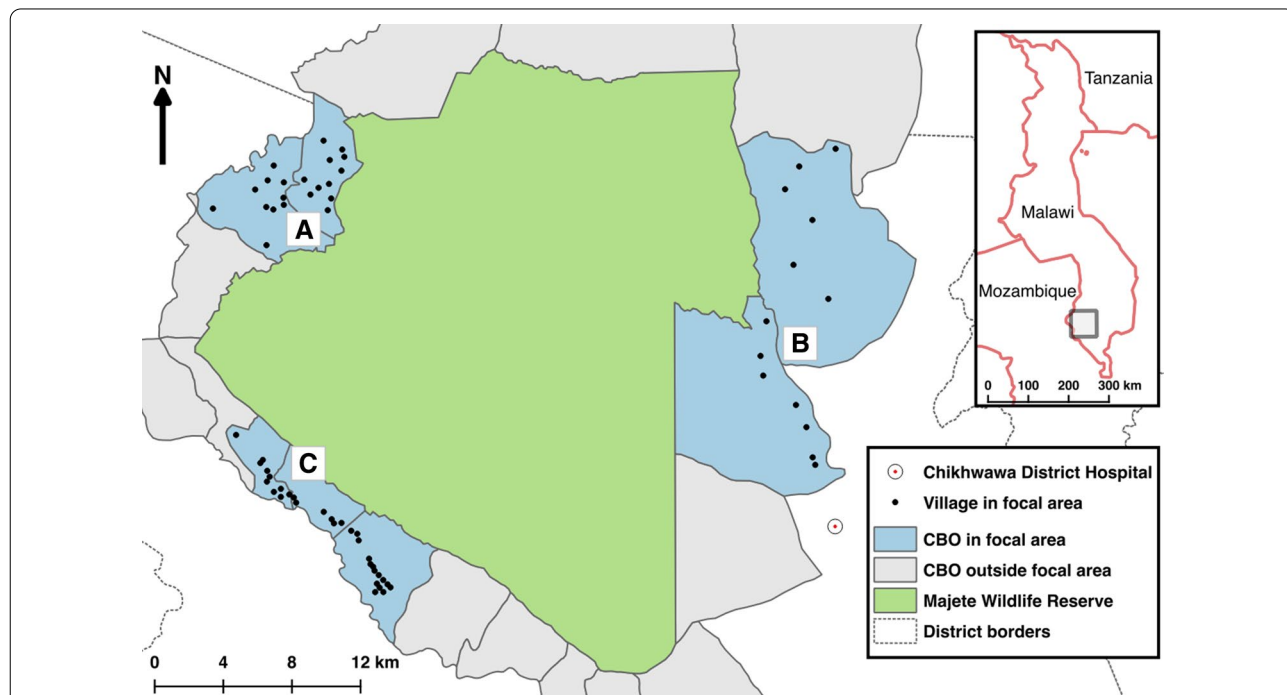 N
A
B
C
0 4 8 12 km
Tanzania
Malawi
Mozambique
0 100 200 300 km
Chikhwawa District Hospital
Village in focal area
CBO in focal area
CBO outside focal area
Majete Wildlife Reserve
District borders